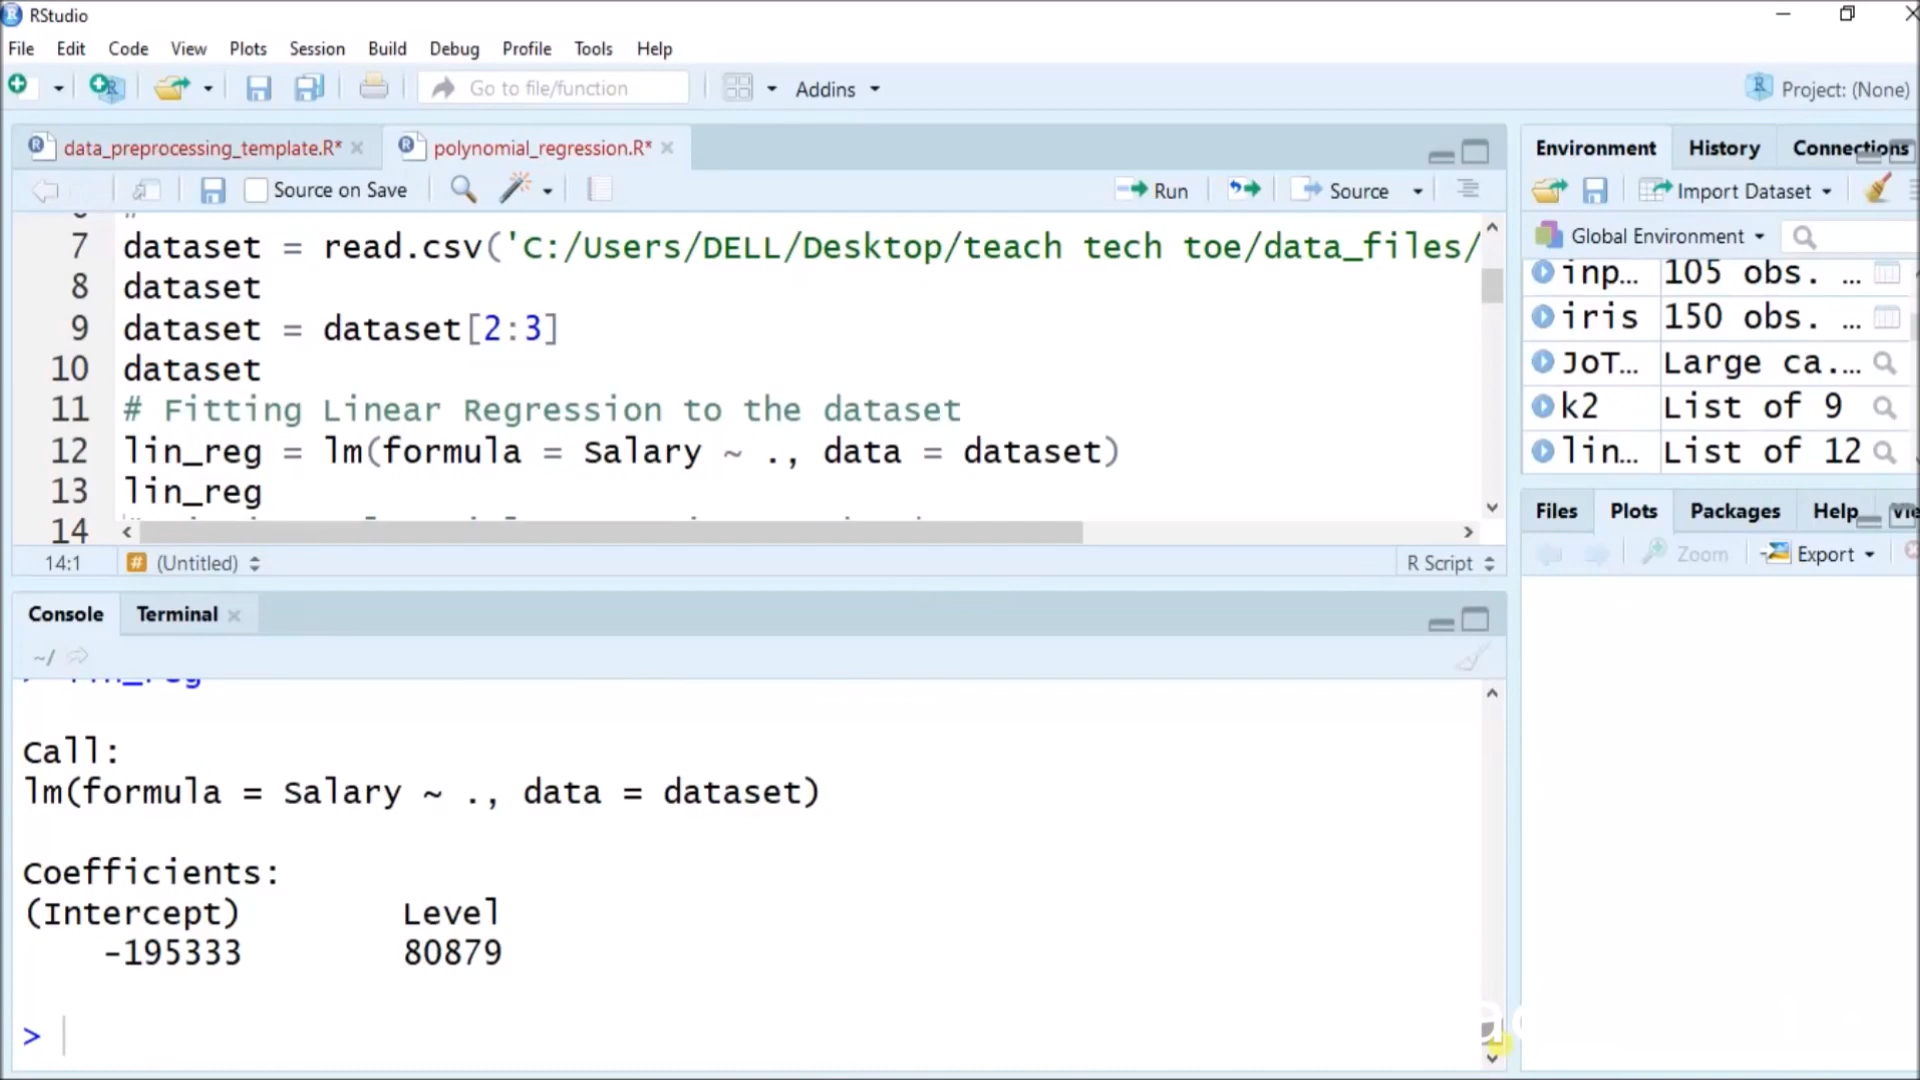 RStudio
File Edit Code View Plots Session Build Debug Profile Tools Help
Go to file/function Addins Project: (None)
data_preprocessing_template.R* polynomial_regression.R*
Source on Save Run Source
7 dataset = read.csv('C:/Users/DELL/Desktop/teach tech toe/data_files/
8 dataset
9 dataset = dataset[2:3]
10 dataset
11 # Fitting Linear Regression to the dataset
12 lin_reg = lm(formula = Salary ~ ., data = dataset)
13 lin_reg
14
14:1 (Untitled) R Script
Console Terminal
~/
> lin_reg
Call:
lm(formula = Salary ~ ., data = dataset)
Coefficients:
(Intercept) Level
-195333 80879
>
Environment History Connections
Import Dataset
Global Environment
inp... 105 obs. ...
iris 150 obs. ...
JoT... Large ca...
k2 List of 9
lin... List of 12
Files Plots Packages Help Vie
Zoom Export